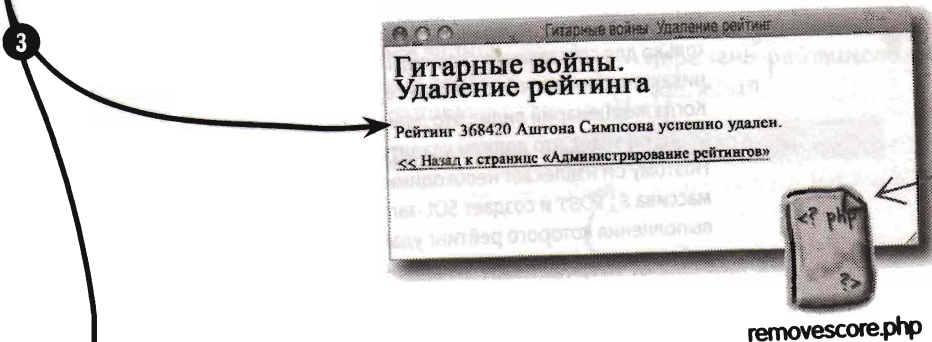 3
Гитарные войны. Удаление рейтинг
Гитарные войны.
Удаление рейтинга
Рейтинг 368420 Аштона Симпсона успешно удален.
<< Назад к странице «Администрирование рейтингов»
<? php
?>
removescore.php